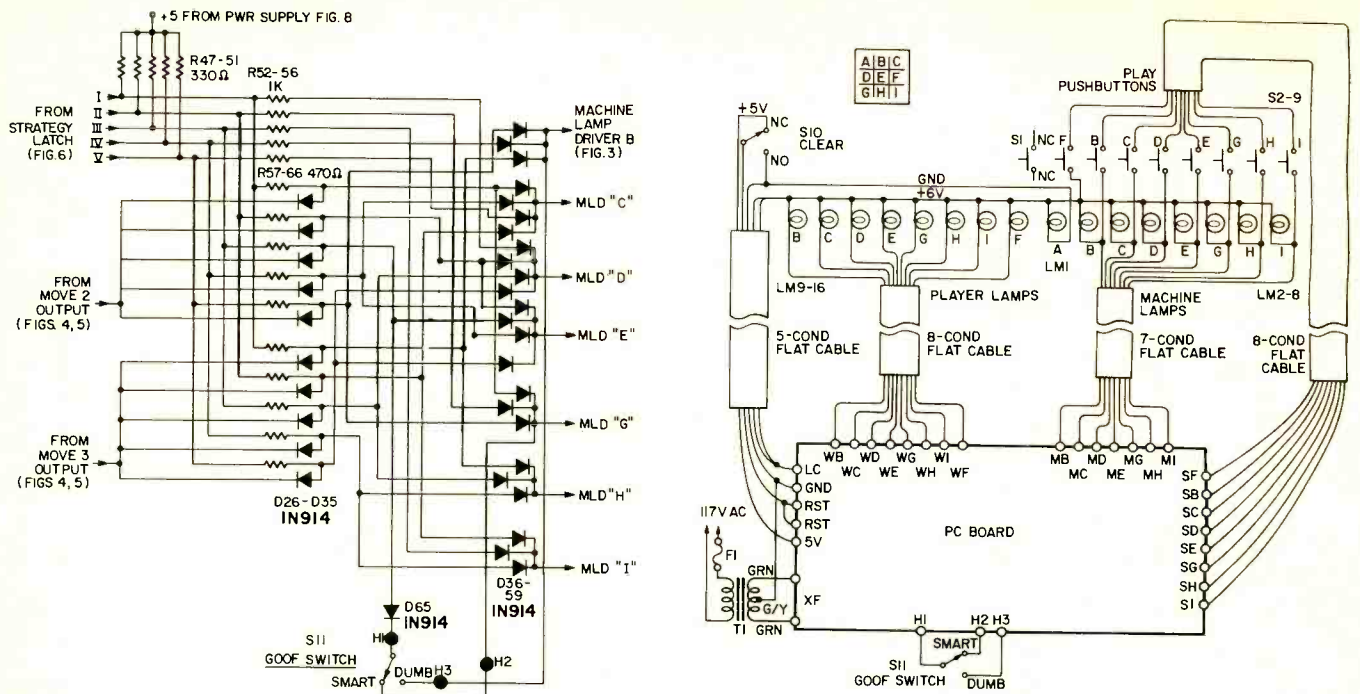 +5 FROM PWR SUPPLY FIG. 8
R47-51
330Ω
R52-56
1K
I
II
III
IV
V
FROM
STRATEGY
LATCH
(FIG.6)
R57-66 470Ω
MACHINE
LAMP
DRIVER B
(FIG.3)
MLD "C"
MLD "D"
MLD "E"
MLD "G"
MLD "H"
MLD "I"
FROM
MOVE 2
OUTPUT
(FIGS. 4, 5)
FROM
MOVE 3
OUTPUT
(FIGS 4, 5)
D26-D35
IN914
D36-
59
IN914
D65
IN914
S11
GOOF SWITCH
H1
SMART
DUMB
H3
H2
A B C
D E F
G H I
PLAY
PUSHBUTTONS
S2-9
+5V
NC
S10
CLEAR
NO
S1
NC
NC
F
B
C
D
E
G
H
I
GND
+6V
B
C
D
E
G
H
I
F
A
LM1
B
C
D
E
G
H
I
LM9-16
PLAYER LAMPS
MACHINE
LAMPS
LM2-8
5-COND
FLAT CABLE
8-COND
FLAT CABLE
7-COND
FLAT CABLE
8-COND
FLAT
CABLE
WB
WC
WD
WE
WG
WH
WI
WF
MB
MC
MD
ME
MG
MH
MI
LC
GND
RST
RST
5V
XF
PC BOARD
SF
SB
SC
SD
SE
SG
SH
SI
117V AC
F1
GRN
G/Y
GRN
T1
H1
H2
H3
SMART
S11
GOOF SWITCH
DUMB